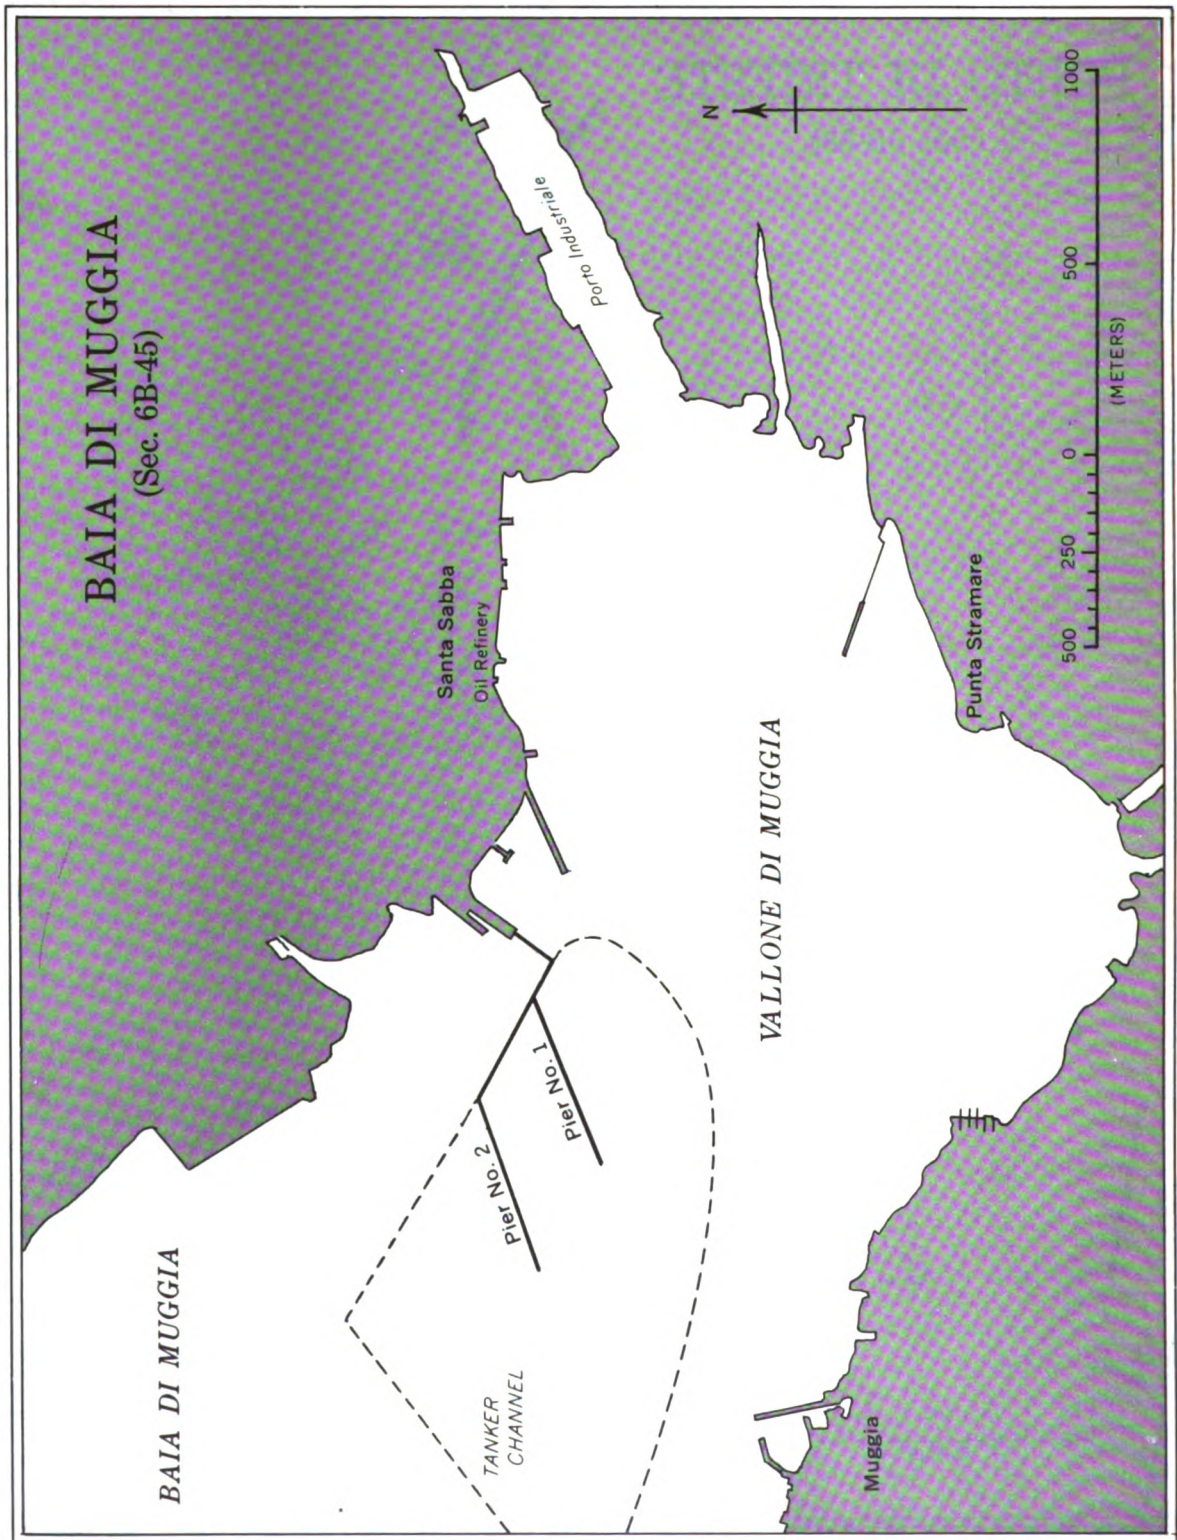 BAIA DI MUGGIA
(Sec. 6B-45)
Porto Industriale
N
Santa Sabba
Oil Refinery
BAIA DI MUGGIA
Pier No. 2
Pier No. 1
TANKER
CHANNEL
VALLONE DI MUGGIA
Punta Stramare
Muggia
500 250 0 500 1000
(METERS)